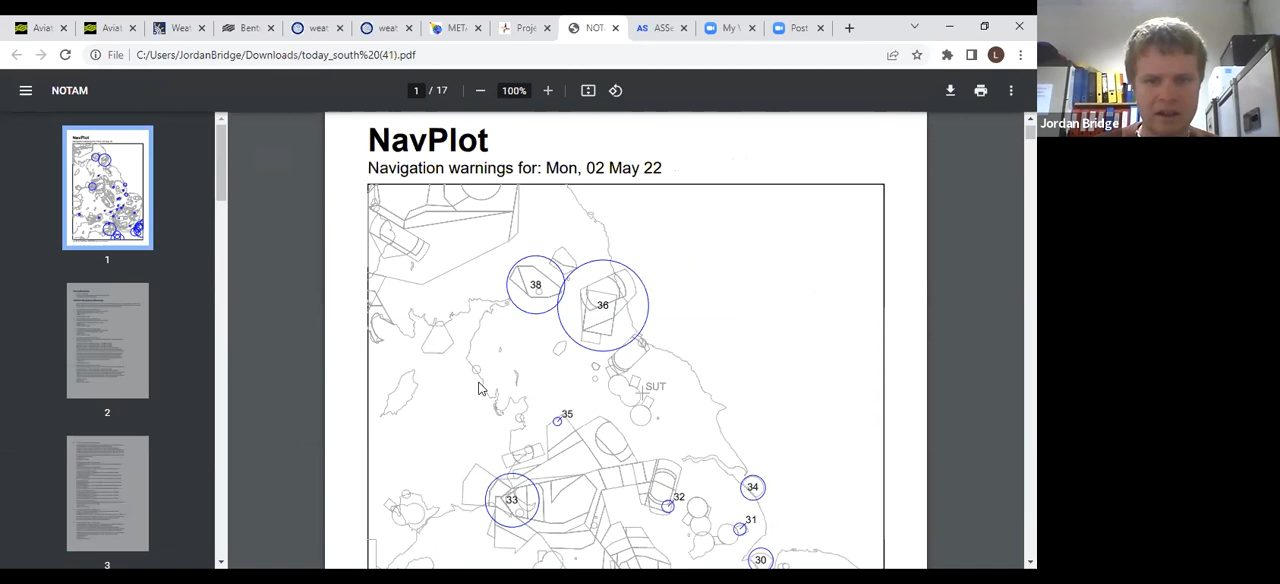 Aviat
Aviat
Weat
Bent
weat
weat
META
Proje
NOT
ASSe
My
Post
File
C:/Users/JordanBridge/Downloads/today_south%20(41).pdf
L
NOTAM
1 / 17
100%
NavPlot
Navigation warnings for: Mon, 02 May 22
38
36
SUT
35
33
34
32
31
30
1
2
3
Jordan Bridge